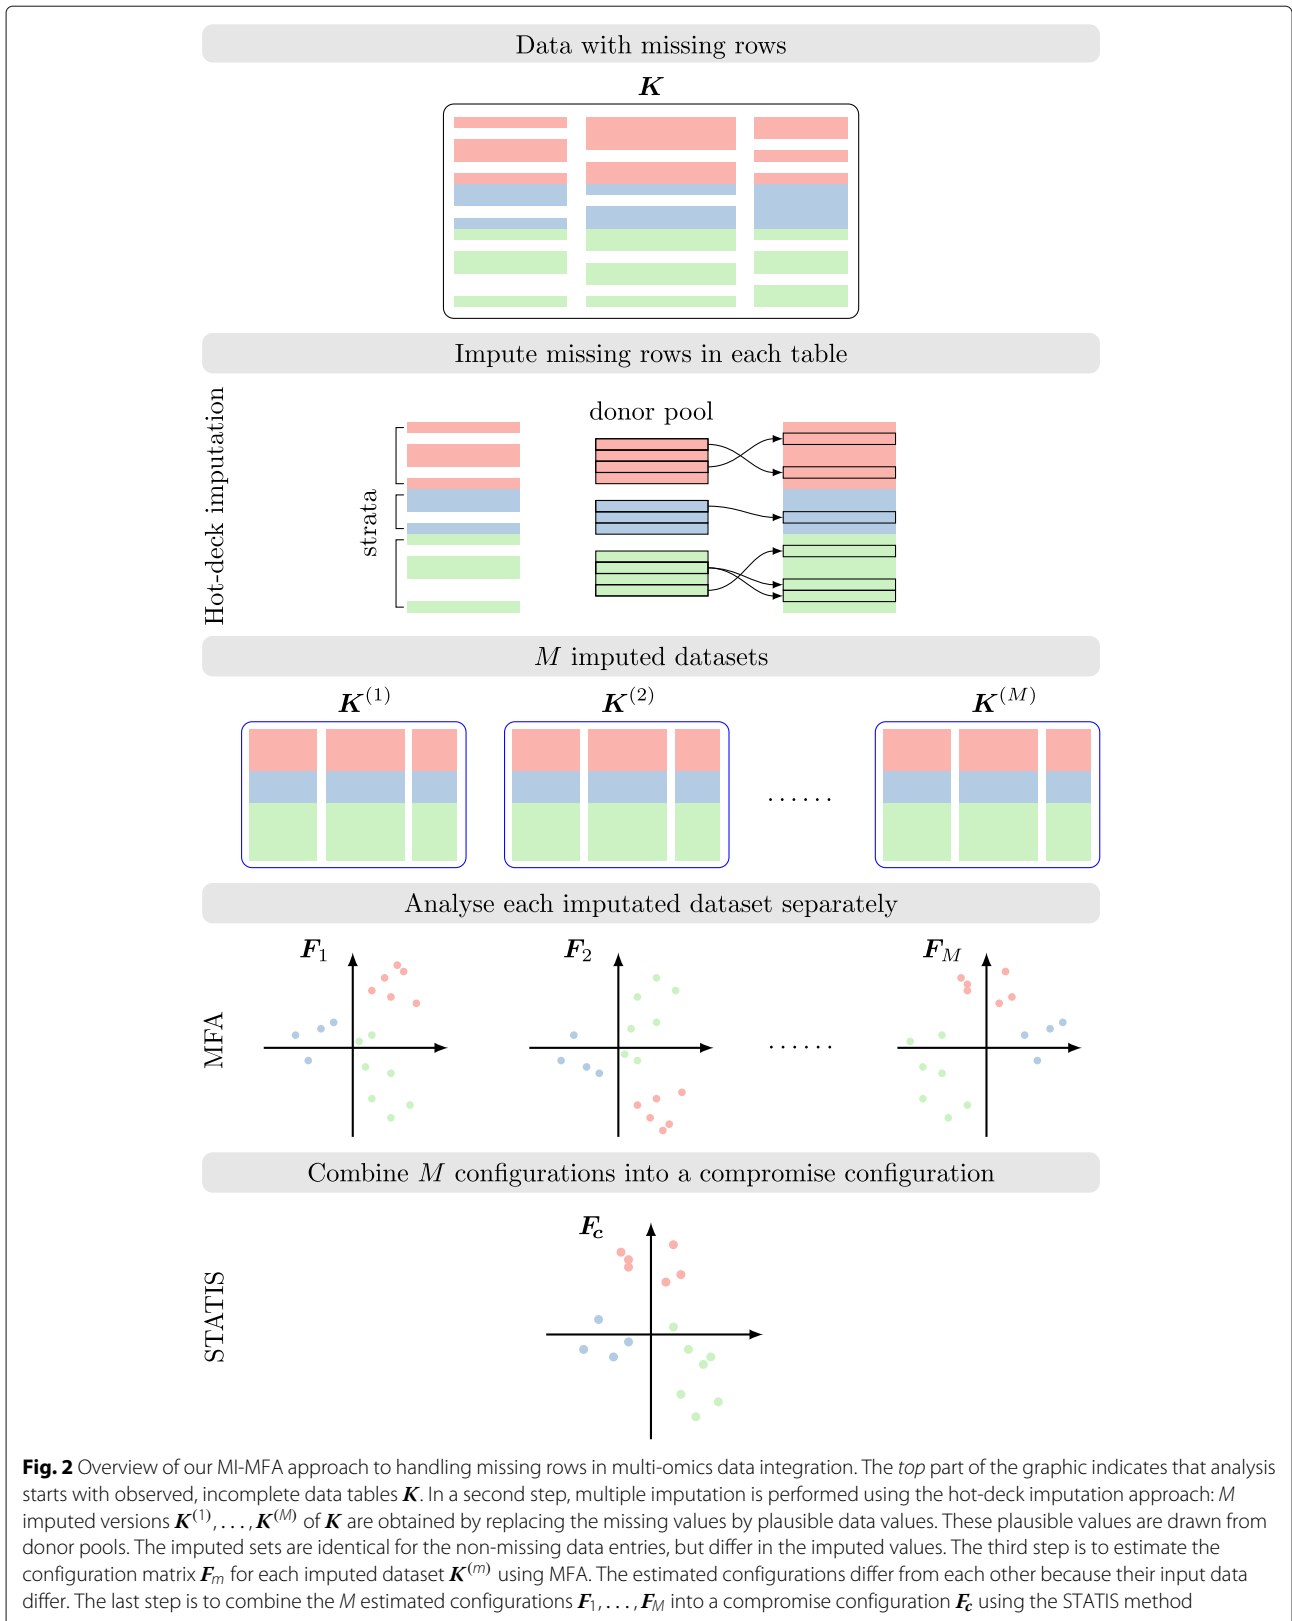 Data with missing rows
K
Impute missing rows in each table
Hot-deck imputation
strata
donor pool
M imputed datasets
K(1)
K(2)
K(M)
......
Analyse each imputated dataset separately
MFA
F1
F2
FM
......
Combine M configurations into a compromise configuration
STATIS
Fc
Fig. 2 Overview of our MI-MFA approach to handling missing rows in multi-omics data integration. The top part of the graphic indicates that analysis
starts with observed, incomplete data tables K. In a second step, multiple imputation is performed using the hot-deck imputation approach: M
imputed versions K(1), . . . , K(M) of K are obtained by replacing the missing values by plausible data values. These plausible values are drawn from
donor pools. The imputed sets are identical for the non-missing data entries, but differ in the imputed values. The third step is to estimate the
configuration matrix Fm for each imputed dataset K(m) using MFA. The estimated configurations differ from each other because their input data
differ. The last step is to combine the M estimated configurations F1, . . . , FM into a compromise configuration Fc using the STATIS method